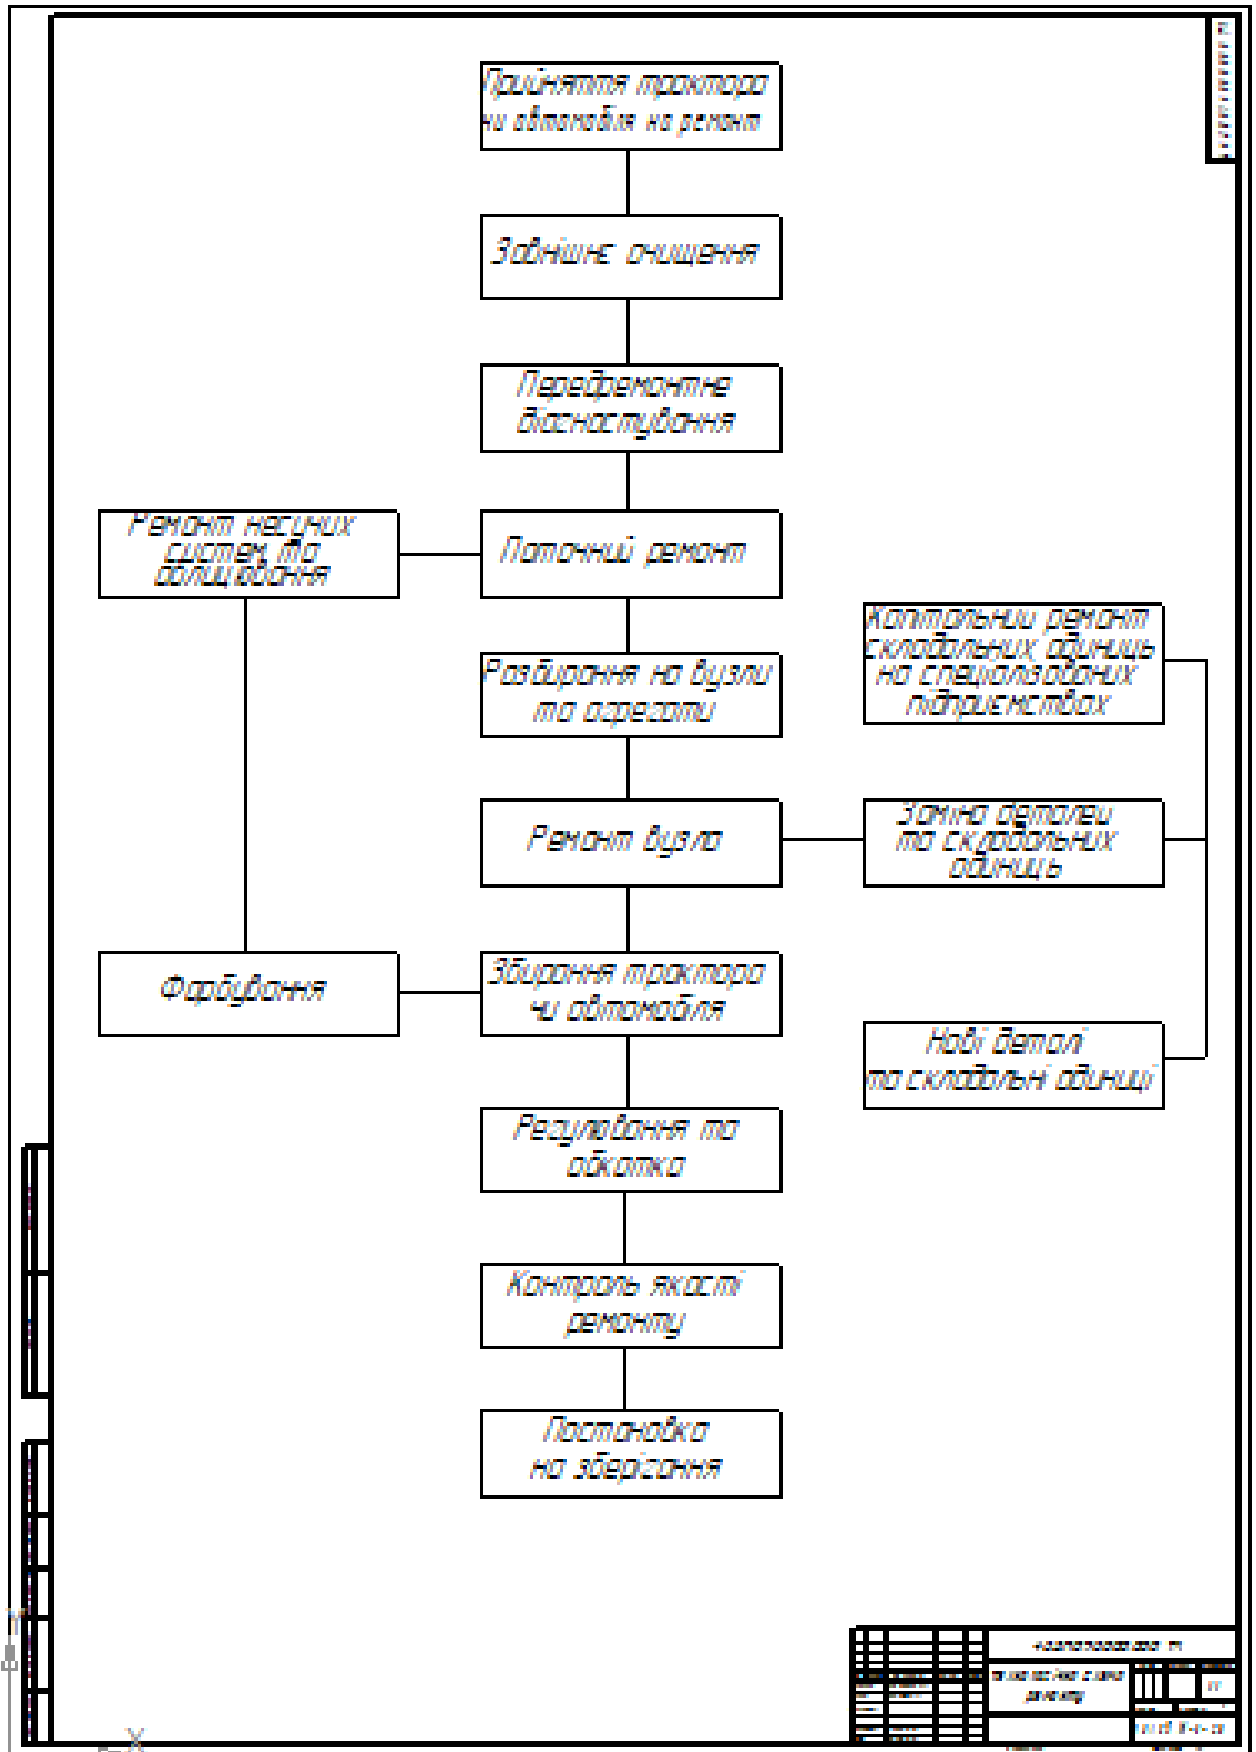 Прийняття трактора
чи автомобіля на ремонт
Зовнішнє очищення
Передремонтне
діагностування
Ремонт несучих
систем, та
облицювання
Поточний ремонт
Капітальний ремонт
складальних одиниць
на спеціалізованих
підприємствах
Розбирання на вузли
та агрегати
Ремонт вузла
Заміна деталей
та складальних
одиниць
Фарбування
Збирання трактора
чи автомобіля
Нові деталі
та складальні одиниці
Регулювання та
обкатка
Контроль якості
ремонту
Постановка
на зберігання
ремонту